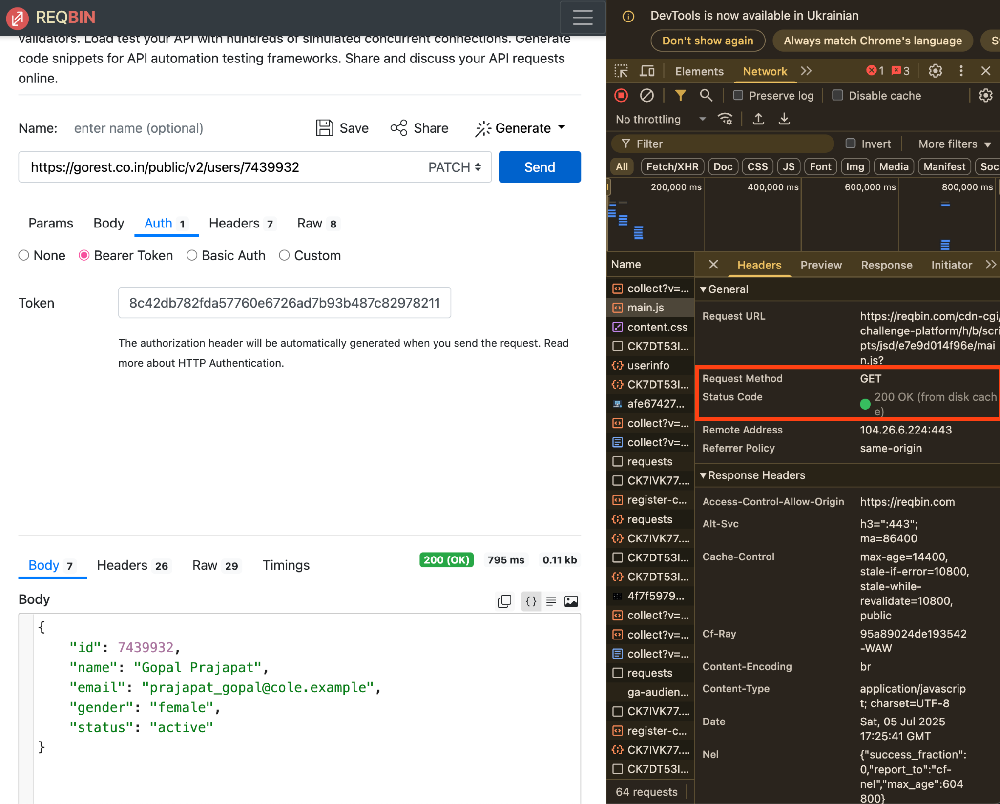 REQBIN
validators. Load test your API with hundreds of simulated concurrent connections. Generate
code snippets for API automation testing frameworks. Share and discuss your API requests
online.
Name: enter name (optional) Save Share Generate
https://gorest.co.in/public/v2/users/7439932 PATCH Send
Params Body Auth 1 Headers 7 Raw 8
None Bearer Token Basic Auth Custom
Token 8c42db782fda57760e6726ad7b93b487c82978211
The authorization header will be automatically generated when you send the request. Read
more about HTTP Authentication.
Body 7 Headers 26 Raw 29 Timings 200 (OK) 795 ms 0.11 kb
Body
{
"id": 7439932,
"name": "Gopal Prajapat",
"email": "prajapat_gopal@cole.example",
"gender": "female",
"status": "active"
}
DevTools is now available in Ukrainian
Don't show again Always match Chrome's language
Elements Network 1 3
Preserve log Disable cache
No throttling
Filter Invert More filters
All Fetch/XHR Doc CSS JS Font Img Media Manifest Soc
200,000 ms 400,000 ms 600,000 ms 800,000 ms
Name
collect?v=...
main.js
content.css
CK7DT53I...
userinfo
CK7DT53I...
afe67427...
collect?v=...
collect?v=...
requests
CK7IVK77....
register-c...
requests
CK7IVK77....
CK7DT53I...
CK7DT53I...
4f7f5979...
collect?v=...
collect?v=...
collect?v=...
requests
ga-audien...
CK7IVK77....
register-c...
CK7IVK77....
CK7DT53I...
64 requests
Headers Preview Response Initiator
General
Request URL https://reqbin.com/cdn-cgi/
challenge-platform/h/b/scri
pts/jsd/e7e9d014f96e/mai
n.js?
Request Method GET
Status Code 200 OK (from disk cach
e)
Remote Address 104.26.6.224:443
Referrer Policy same-origin
Response Headers
Access-Control-Allow-Origin https://reqbin.com
Alt-Svc h3=":443";
ma=86400
Cache-Control max-age=14400,
stale-if-error=10800,
stale-while-
revalidate=10800,
public
Cf-Ray 95a89024de193542
-WAW
Content-Encoding br
Content-Type application/javascrip
t; charset=UTF-8
Date Sat, 05 Jul 2025
17:25:41 GMT
Nel {"success_fraction":
0,"report_to":"cf-
nel","max_age":604
800}